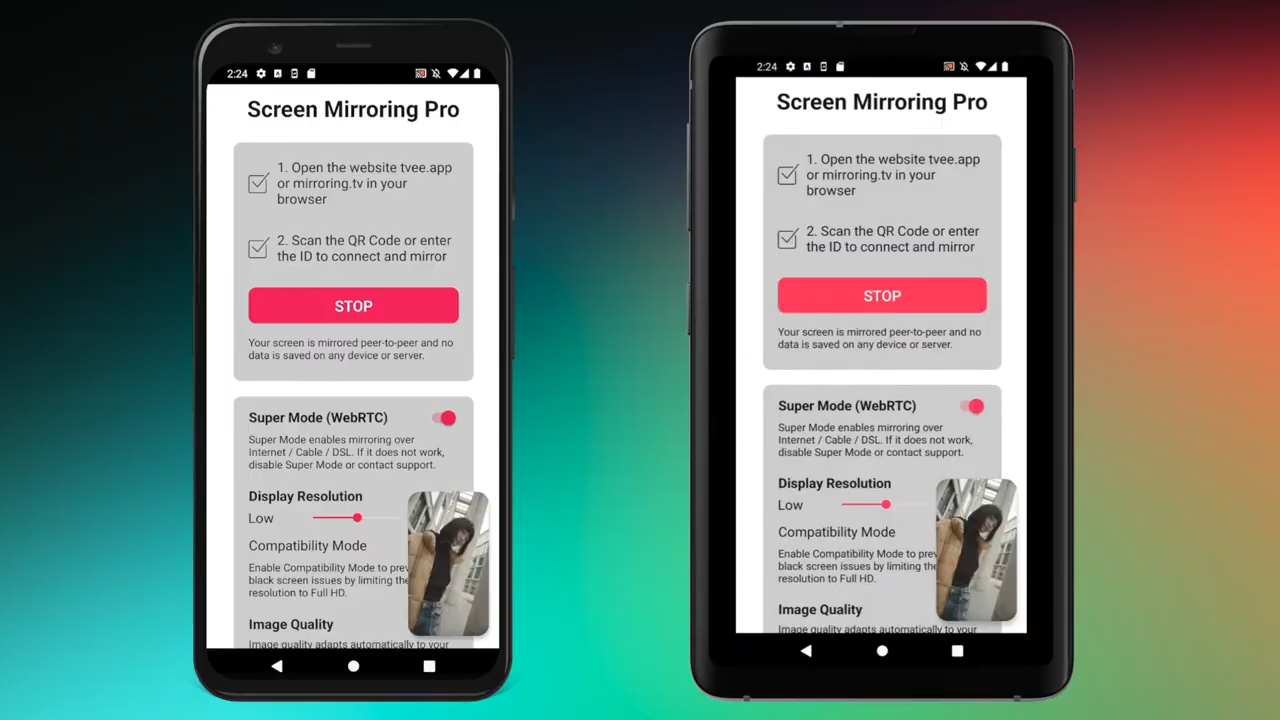 2:24
Screen Mirroring Pro
1. Open the website tvee.app
or mirroring.tv in your
browser
2. Scan the QR Code or enter
the ID to connect and mirror
STOP
Your screen is mirrored peer-to-peer and no
data is saved on any device or server.
Super Mode (WebRTC)
Super Mode enables mirroring over
Internet / Cable / DSL. If it does not work,
disable Super Mode or contact support.
Display Resolution
Low
Compatibility Mode
Enable Compatibility Mode to
black screen issues by limiting the
resolution to Full HD.
Image Quality
Image quality adapts automatically to your
2:24
Screen Mirroring Pro
1. Open the website tvee.app
or mirroring.tv in your
browser
2. Scan the QR Code or enter
the ID to connect and mirror
STOP
Your screen is mirrored peer-to-peer and no
data is saved on any device or server.
Super Mode (WebRTC)
Super Mode enables mirroring over
Internet / Cable / DSL. If it does not work,
disable Super Mode or contact support.
Display Resolution
Low
Compatibility Mode
Enable Compatibility Mode to
black screen issues by limiting the
resolution to Full HD.
Image Quality
Image quality adapts automatically to your